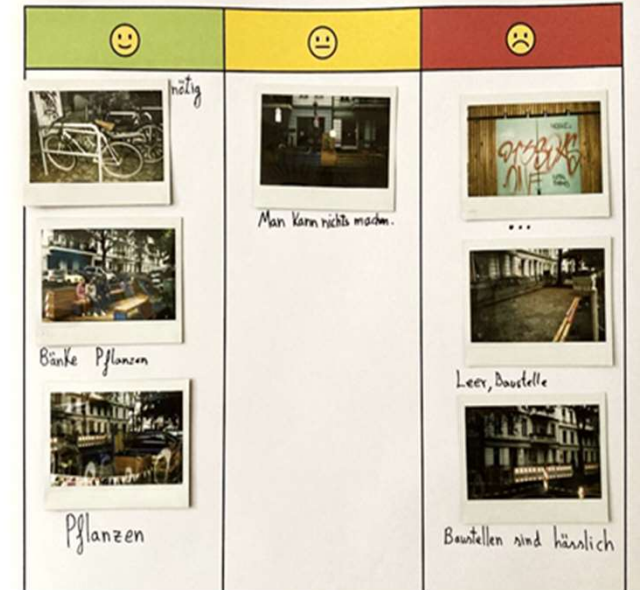 nötig
Man kann nichts machen.
...
Bänke Pflanzen
Leer, Baustelle
Pflanzen
Baustellen sind hässlich